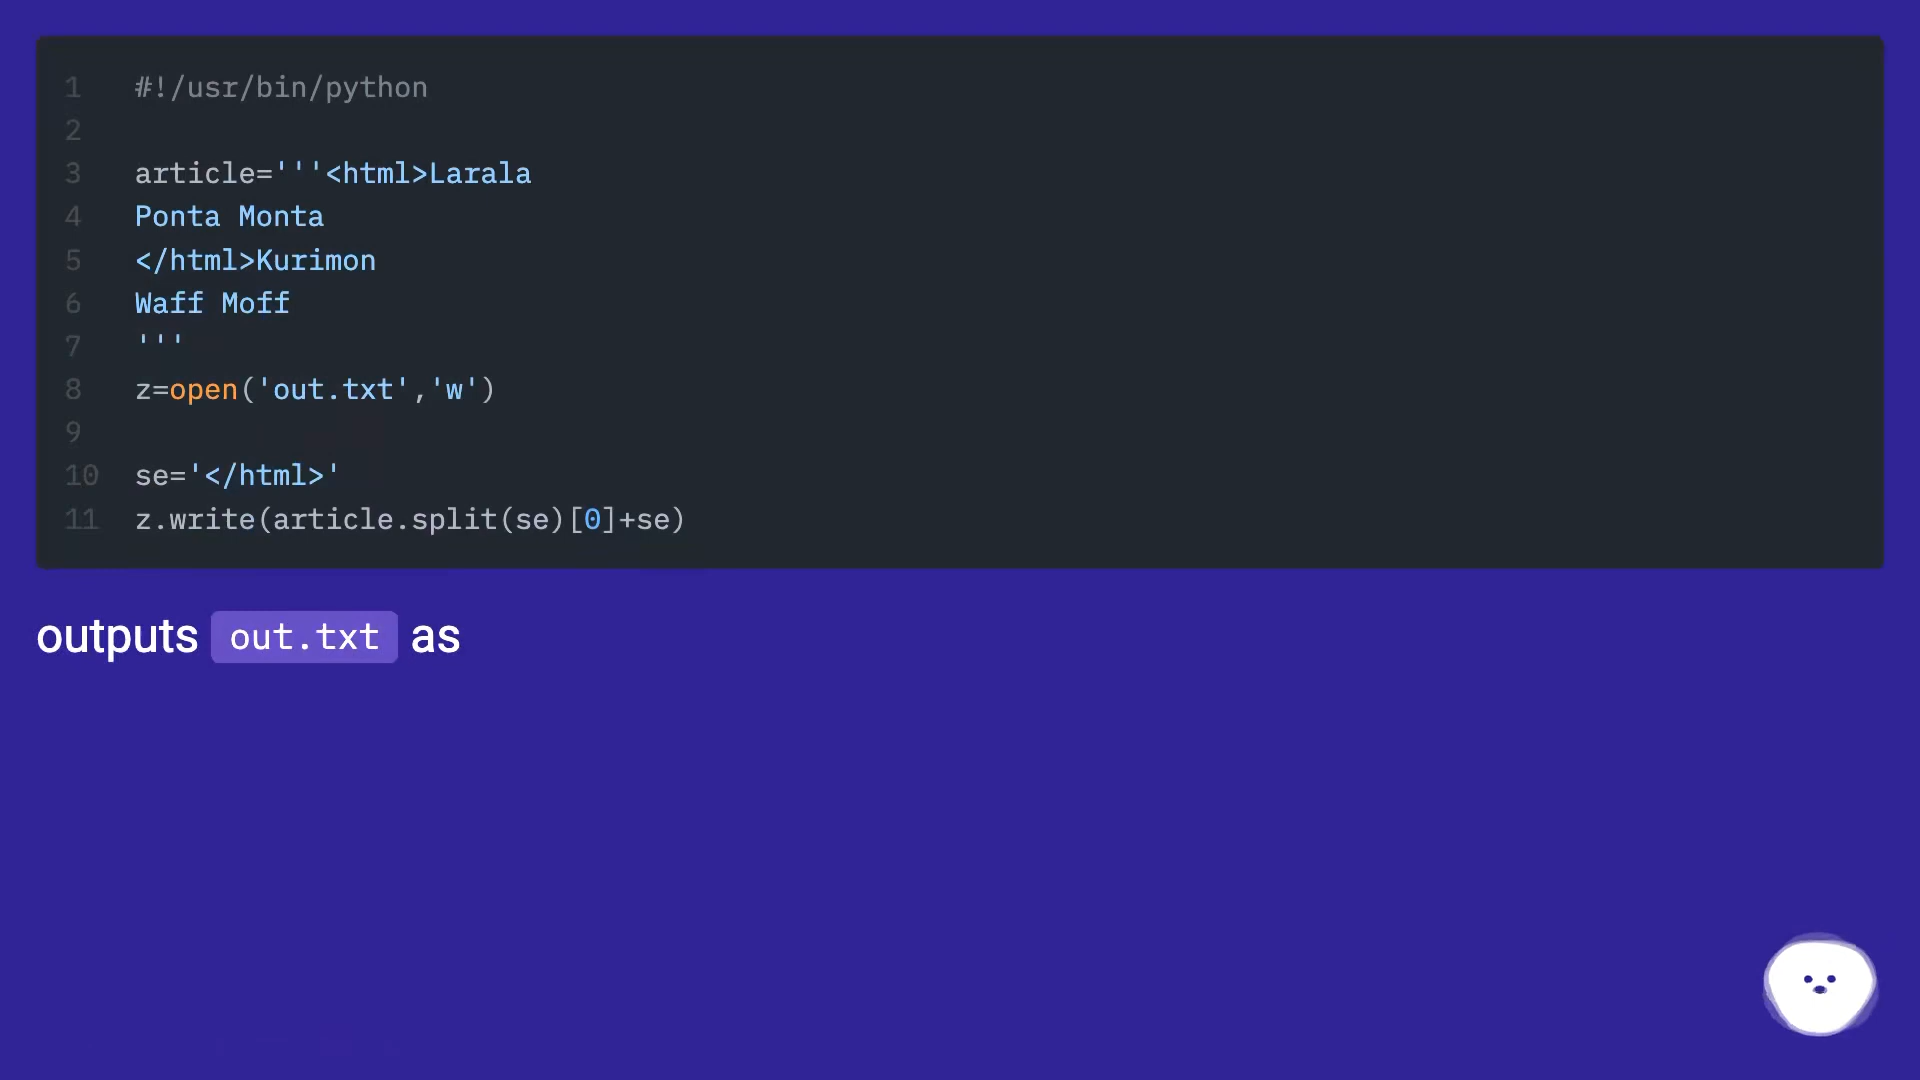 1 #!/usr/bin/python
2
3 article='''<html>Larala
4 Ponta Monta
5 </html>Kurimon
6 Waff Moff
7 '''
8 z=open('out.txt','w')
9
10 se='</html>'
11 z.write(article.split(se)[0]+se)
outputs out.txt as